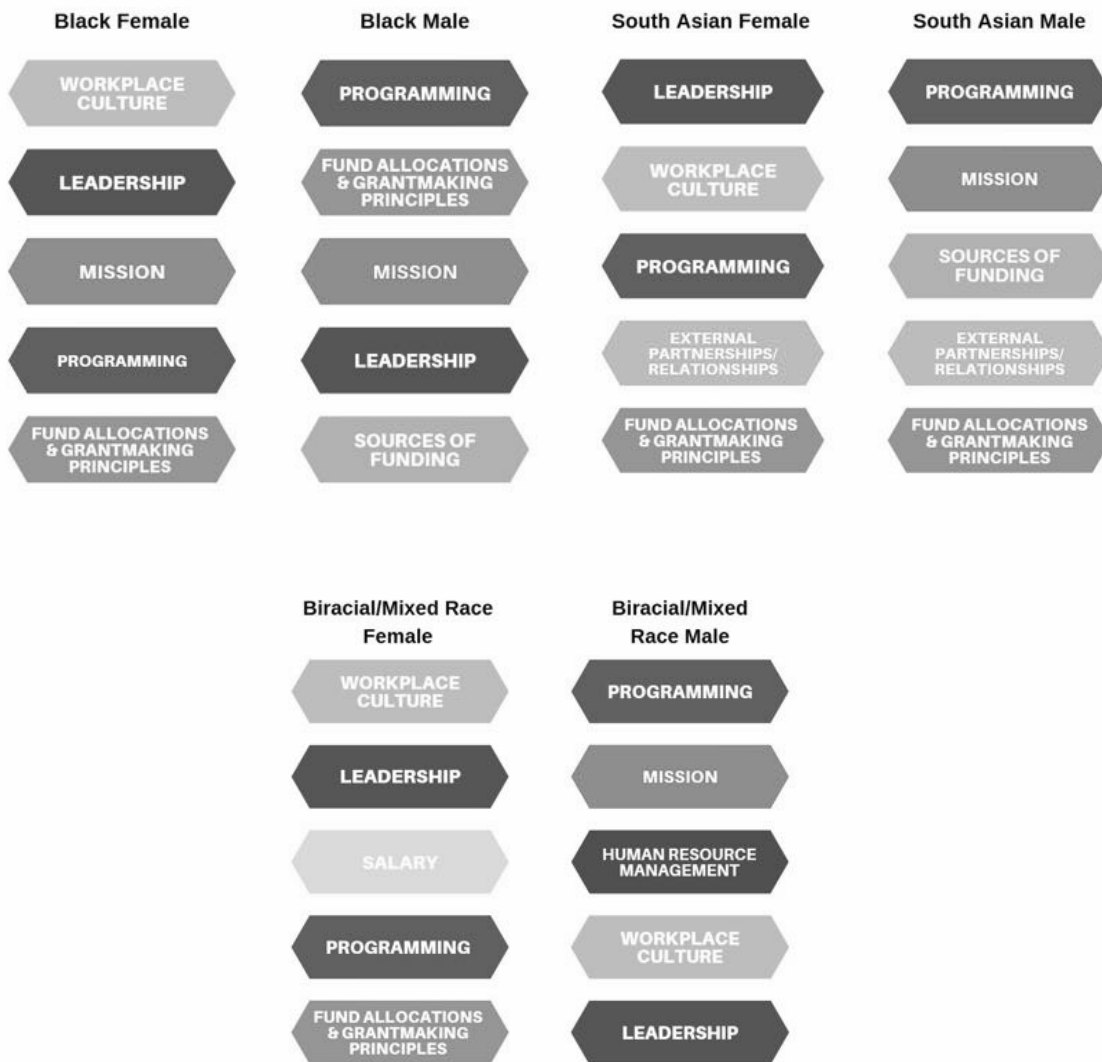 Black Female
WORKPLACE
CULTURE
LEADERSHIP
MISSION
PROGRAMMING
FUND ALLOCATIONS
& GRANTMAKING
PRINCIPLES
Black Male
PROGRAMMING
FUND ALLOCATIONS
& GRANTMAKING
PRINCIPLES
MISSION
LEADERSHIP
SOURCES OF
FUNDING
South Asian Female
LEADERSHIP
WORKPLACE
CULTURE
PROGRAMMING
EXTERNAL
PARTNERSHIPS/
RELATIONSHIPS
FUND ALLOCATIONS
& GRANTMAKING
PRINCIPLES
South Asian Male
PROGRAMMING
MISSION
SOURCES OF
FUNDING
EXTERNAL
PARTNERSHIPS/
RELATIONSHIPS
FUND ALLOCATIONS
& GRANTMAKING
PRINCIPLES
Biracial/Mixed Race
Female
WORKPLACE
CULTURE
LEADERSHIP
SALARY
PROGRAMMING
FUND ALLOCATIONS
& GRANTMAKING
PRINCIPLES
Biracial/Mixed
Race Male
PROGRAMMING
MISSION
HUMAN RESOURCE
MANAGEMENT
WORKPLACE
CULTURE
LEADERSHIP